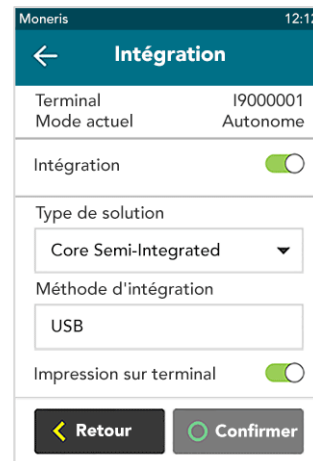 Moneris 12:12
Intégration
Terminal I9000001
Mode actuel Autonome
Intégration
Type de solution
Core Semi-Integrated
Méthode d'intégration
USB
Impression sur terminal
Retour Confirmer